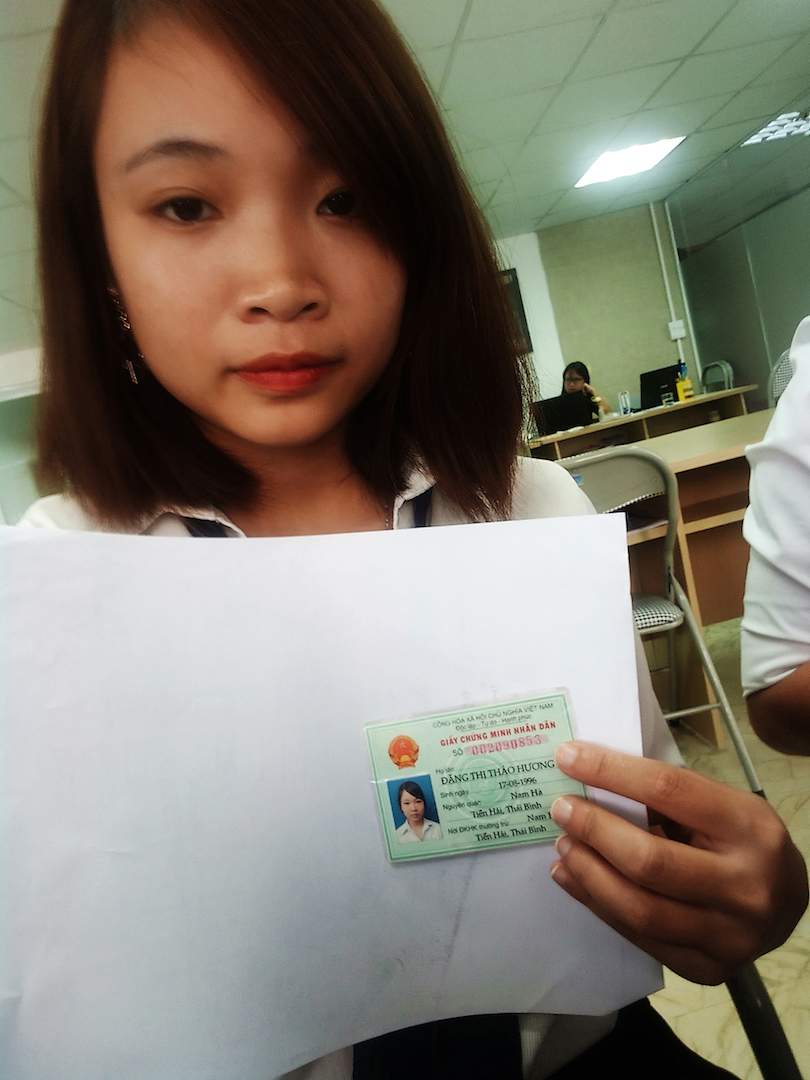 CỘNG HÒA XÃ HỘI CHỦ NGHĨA VIỆT NAM
Độc lập - Tự do - Hạnh phúc
GIẤY CHỨNG MINH NHÂN DÂN
SỐ 002090853
Họ tên
ĐẶNG THỊ THẢO HƯƠNG
Sinh ngày 17-08-1996
Nguyên quán Nam Hà
Tiền Hải, Thái Bình
Nơi ĐKHK thường trú Nam
Tiền Hải, Thái Bình